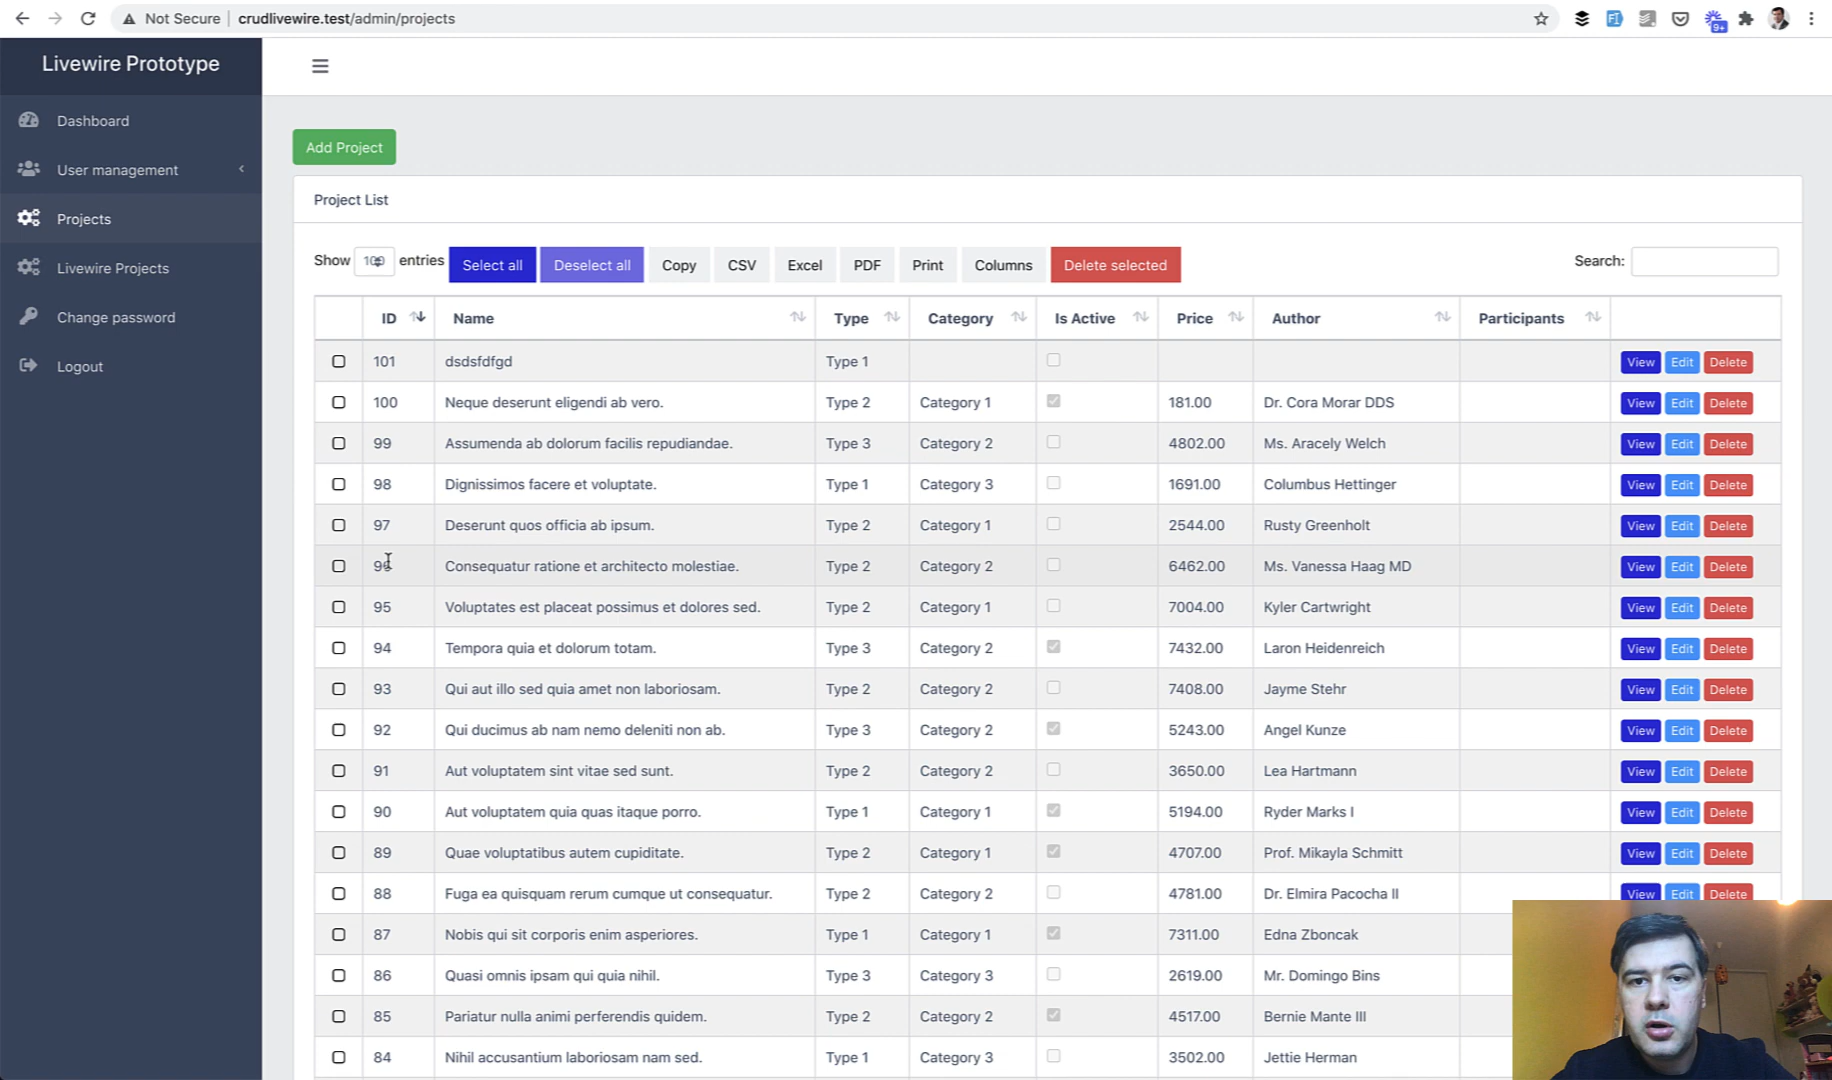 Not Secure | crudlivewire.test/admin/projects
FI
9+
Livewire Prototype
Dashboard
User management
Projects
Livewire Projects
Change password
Logout
Add Project
Project List
Show 100 entries Select all Deselect all Copy CSV Excel PDF Print Columns Delete selected Search:
ID Name Type Category Is Active Price Author Participants
101 dsdsfdfgd Type 1 View Edit Delete
100 Neque deserunt eligendi ab vero. Type 2 Category 1 181.00 Dr. Cora Morar DDS View Edit Delete
99 Assumenda ab dolorum facilis repudiandae. Type 3 Category 2 4802.00 Ms. Aracely Welch View Edit Delete
98 Dignissimos facere et voluptate. Type 1 Category 3 1691.00 Columbus Hettinger View Edit Delete
97 Deserunt quos officia ab ipsum. Type 2 Category 1 2544.00 Rusty Greenholt View Edit Delete
96 Consequatur ratione et architecto molestiae. Type 2 Category 2 6462.00 Ms. Vanessa Haag MD View Edit Delete
95 Voluptates est placeat possimus et dolores sed. Type 2 Category 1 7004.00 Kyler Cartwright View Edit Delete
94 Tempora quia et dolorum totam. Type 3 Category 2 7432.00 Laron Heidenreich View Edit Delete
93 Qui aut illo sed quia amet non laboriosam. Type 2 Category 2 7408.00 Jayme Stehr View Edit Delete
92 Qui ducimus ab nam nemo deleniti non ab. Type 3 Category 2 5243.00 Angel Kunze View Edit Delete
91 Aut voluptatem sint vitae sed sunt. Type 2 Category 2 3650.00 Lea Hartmann View Edit Delete
90 Aut voluptatem quia quas itaque porro. Type 1 Category 1 5194.00 Ryder Marks I View Edit Delete
89 Quae voluptatibus autem cupiditate. Type 2 Category 1 4707.00 Prof. Mikayla Schmitt View Edit Delete
88 Fuga ea quisquam rerum cumque ut consequatur. Type 2 Category 2 4781.00 Dr. Elmira Pacocha II View Edit Delete
87 Nobis qui sit corporis enim asperiores. Type 1 Category 1 7311.00 Edna Zboncak
86 Quasi omnis ipsam qui quia nihil. Type 3 Category 3 2619.00 Mr. Domingo Bins
85 Pariatur nulla animi perferendis quidem. Type 2 Category 2 4517.00 Bernie Mante III
84 Nihil accusantium laboriosam nam sed. Type 1 Category 3 3502.00 Jettie Herman